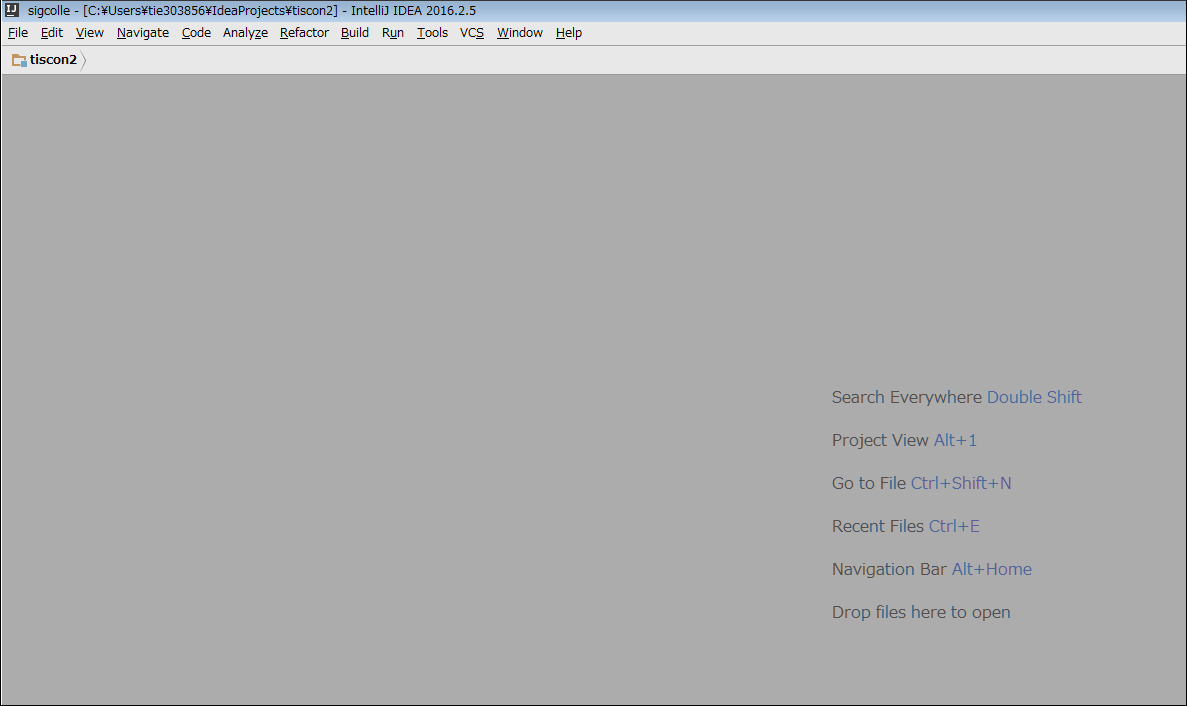 sigcolle - [C:¥Users¥tie303856¥IdeaProjects¥tiscon2] - IntelliJ IDEA 2016.2.5
File Edit View Navigate Code Analyze Refactor Build Run Tools VCS Window Help
tiscon2
Search Everywhere Double Shift
Project View Alt+1
Go to File Ctrl+Shift+N
Recent Files Ctrl+E
Navigation Bar Alt+Home
Drop files here to open